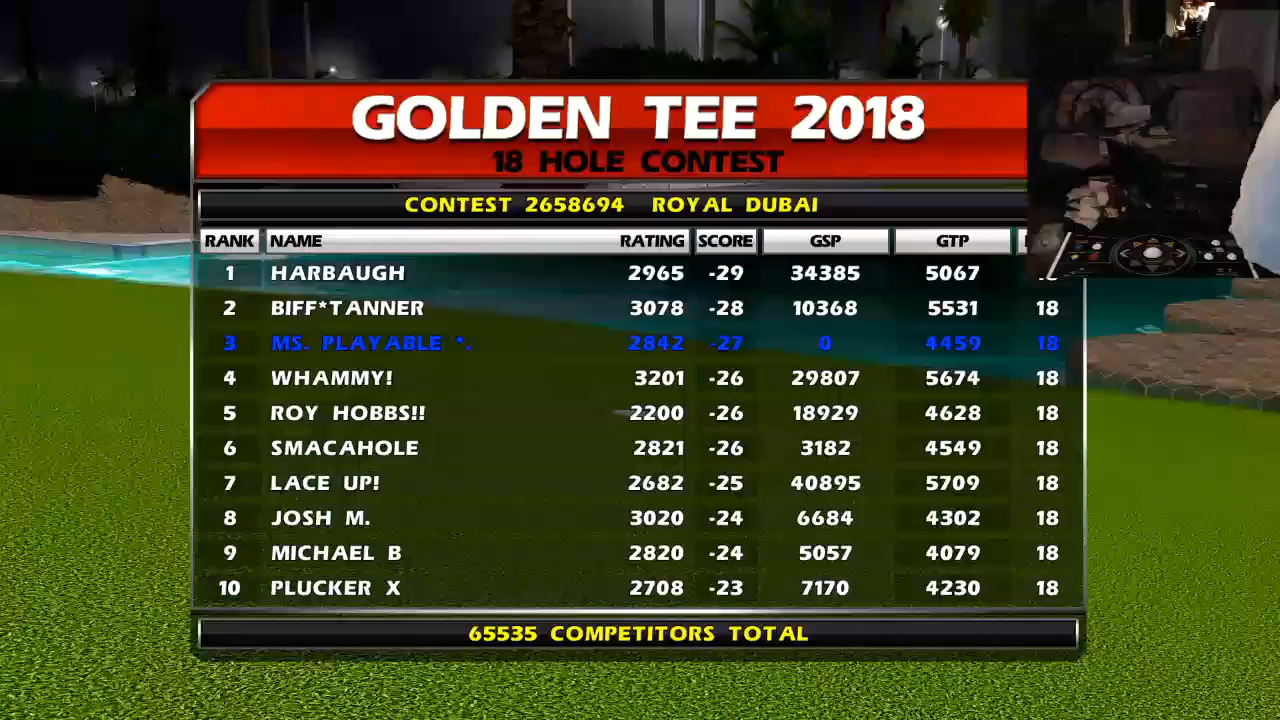 GOLDEN TEE 2018
18 HOLE CONTEST
CONTEST 2658694 ROYAL DUBAI
RANK NAME RATING SCORE GSP GTP
1 HARBAUGH 2965 -29 34385 5067
2 BIFF*TANNER 3078 -28 10368 5531 18
3 MS. PLAYABLE *. 2842 -27 0 4459 18
4 WHAMMY! 3201 -26 29807 5674 18
5 ROY HOBBS!! 2200 -26 18929 4628 18
6 SMACAHOLE 2821 -26 3182 4549 18
7 LACE UP! 2682 -25 40895 5709 18
8 JOSH M. 3020 -24 6684 4302 18
9 MICHAEL B 2820 -24 5057 4079 18
10 PLUCKER X 2708 -23 7170 4230 18
65535 COMPETITORS TOTAL